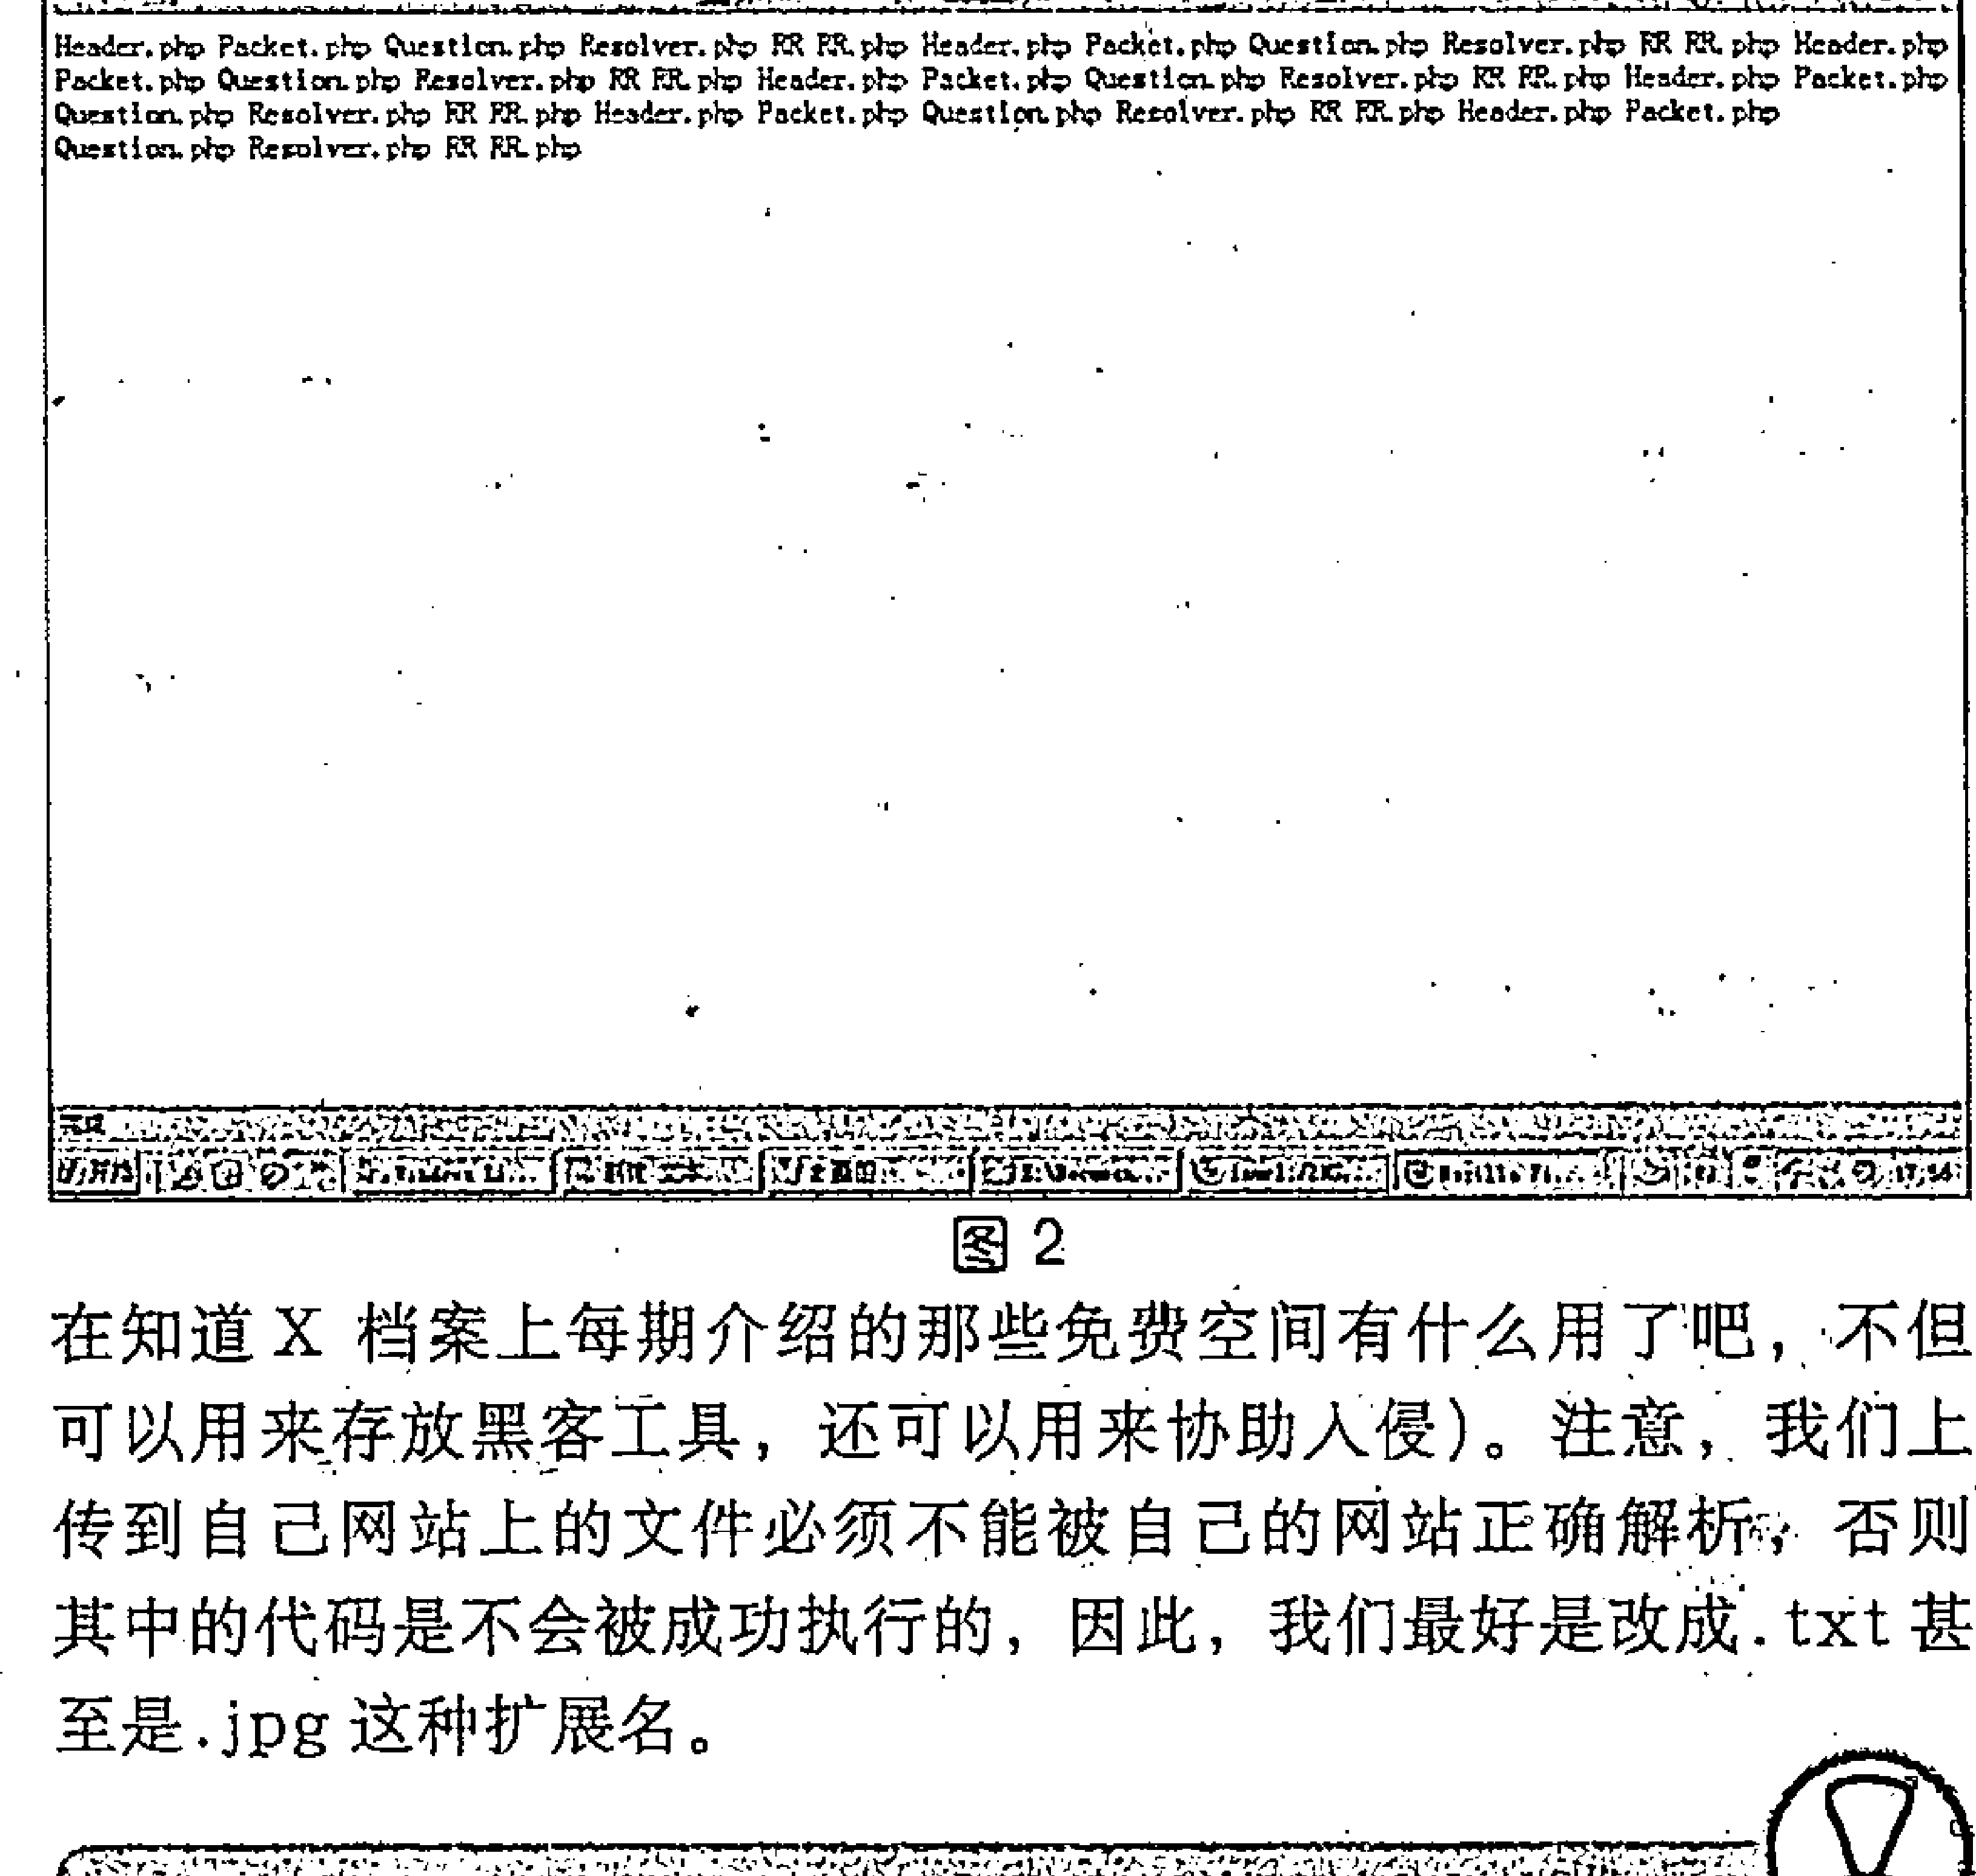 Header.php Packet.php Question.php Resolver.php RR RR.php Header.php Packet.php Question.php Resolver.php RR RR.php Header.php
Packet.php Question.php Resolver.php RR RR.php Header.php Packet.php Question.php Resolver.php RR RR.php Header.php Packet.php
Question.php Resolver.php RR RR.php Header.php Packet.php Question.php Resolver.php RR RR.php Header.php Packet.php
Question.php Resolver.php RR RR.php
图 2
在知道 X 档案上每期介绍的那些免费空间有什么用了吧，不但
可以用来存放黑客工具，还可以用来协助入侵）。注意，我们上
传到自己网站上的文件必须不能被自己的网站正确解析，否则
其中的代码是不会被成功执行的，因此，我们最好是改成.txt 甚
至是.jpg 这种扩展名。